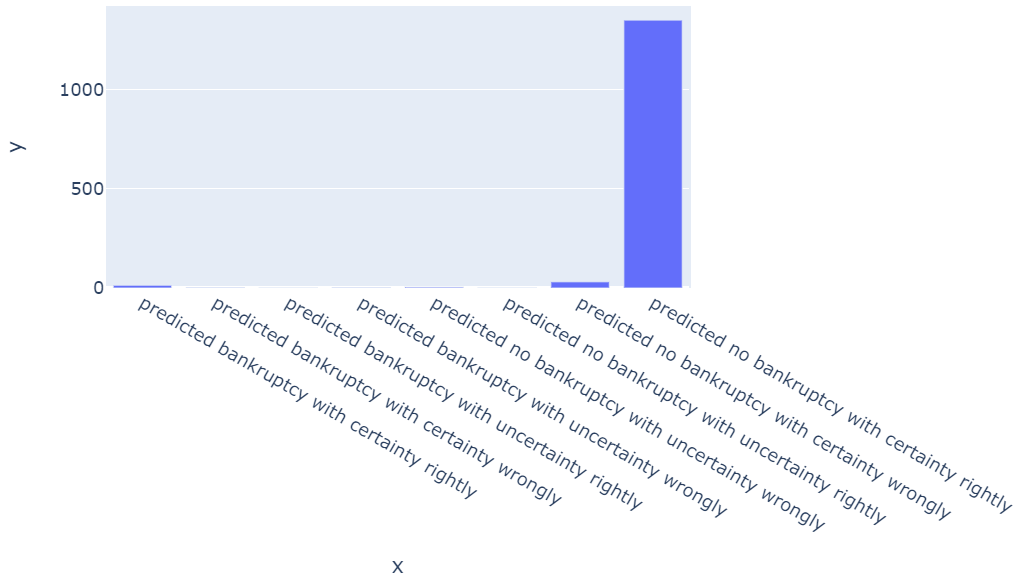 1000
500
0
y
predicted bankruptcy with certainty rightly
predicted bankruptcy with certainty wrongly
predicted bankruptcy with uncertainty rightly
predicted bankruptcy with uncertainty wrongly
predicted no bankruptcy with uncertainty wrongly
predicted no bankruptcy with uncertainty rightly
predicted no bankruptcy with certainty wrongly
predicted no bankruptcy with certainty rightly
x